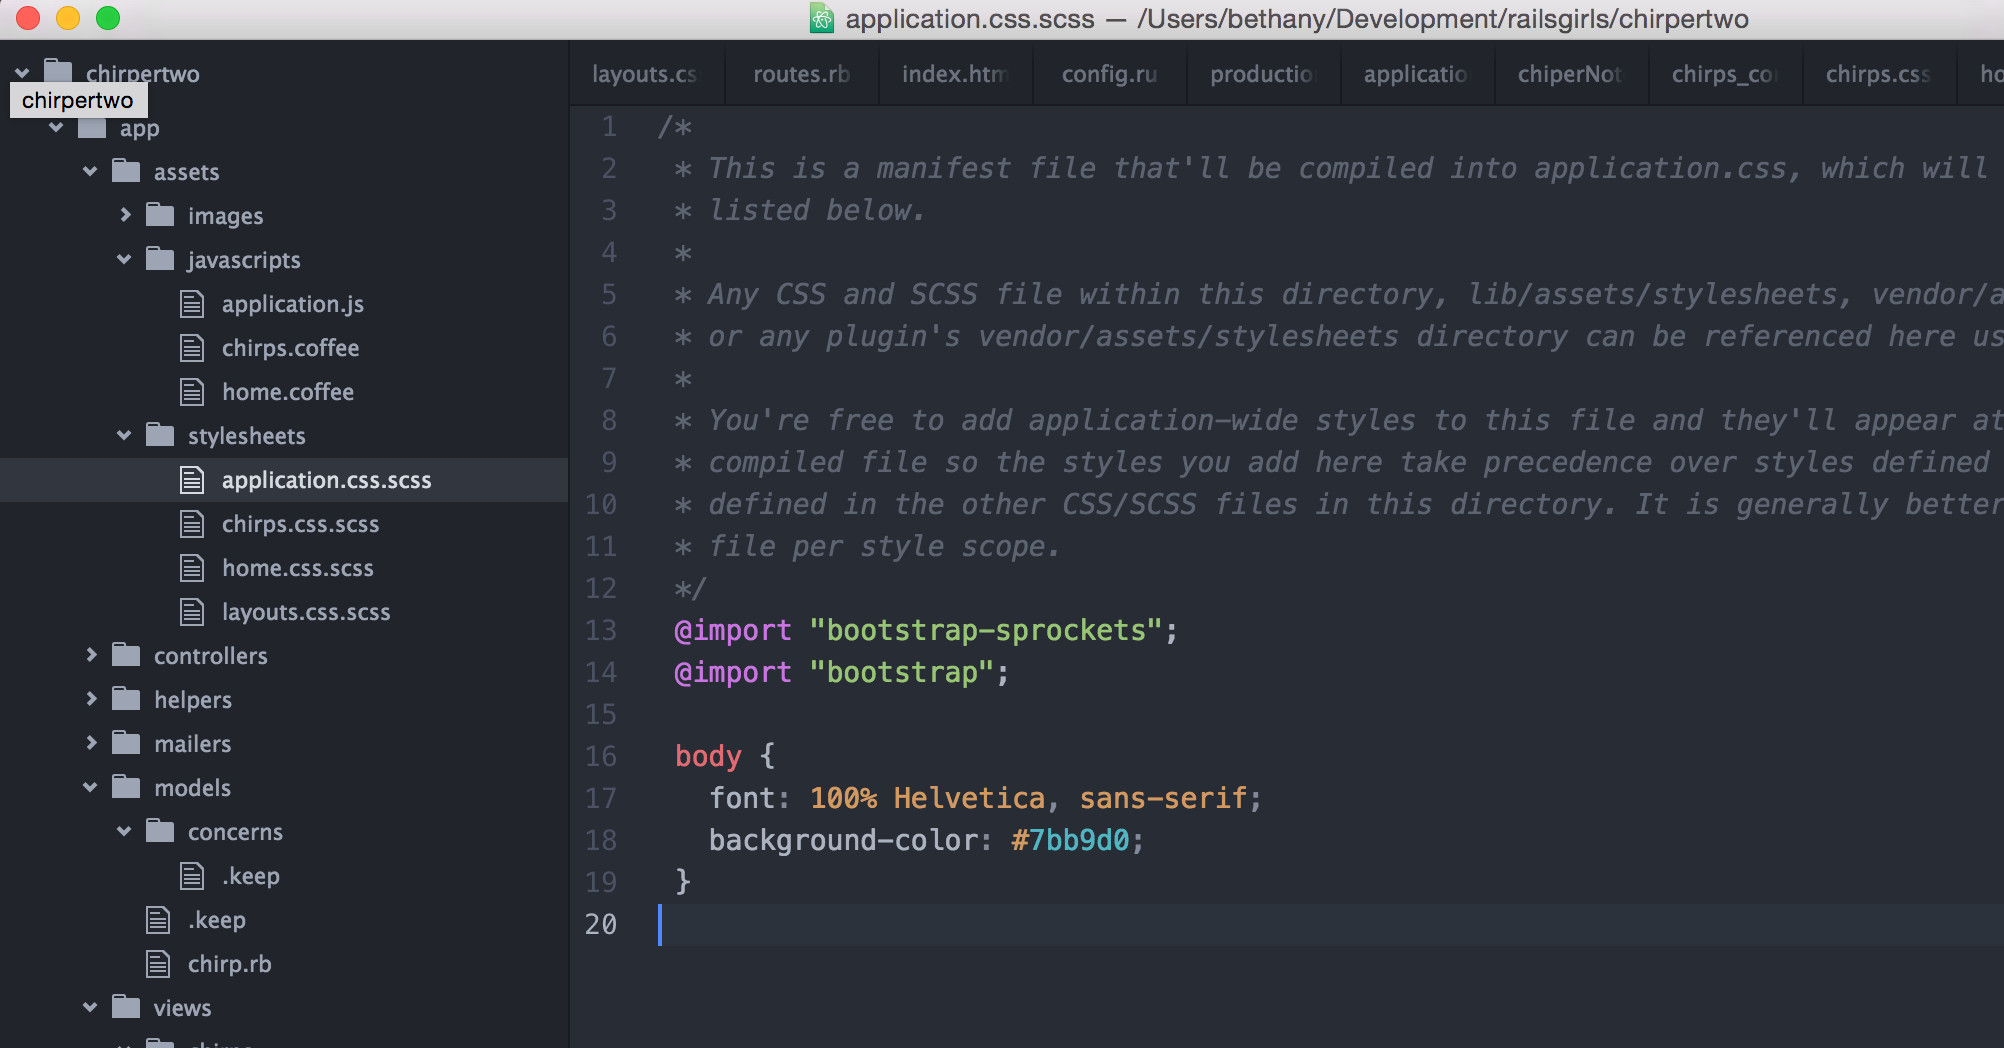 application.css.scss — /Users/bethany/Development/railsgirls/chirpertwo
chirpertwo
chirpertwo
app
assets
images
javascripts
application.js
chirps.coffee
home.coffee
stylesheets
application.css.scss
chirps.css.scss
home.css.scss
layouts.css.scss
controllers
helpers
mailers
models
concerns
.keep
.keep
chirp.rb
views
layouts.cs routes.rb index.htm config.ru productio applicatio chiperNot chirps_co chirps.css ho
1 /*
2 * This is a manifest file that'll be compiled into application.css, which will
3 * listed below.
4 *
5 * Any CSS and SCSS file within this directory, lib/assets/stylesheets, vendor/a
6 * or any plugin's vendor/assets/stylesheets directory can be referenced here us
7 *
8 * You're free to add application-wide styles to this file and they'll appear at
9 * compiled file so the styles you add here take precedence over styles defined
10 * defined in the other CSS/SCSS files in this directory. It is generally better
11 * file per style scope.
12 */
13 @import "bootstrap-sprockets";
14 @import "bootstrap";
15
16 body {
17 font: 100% Helvetica, sans-serif;
18 background-color: #7bb9d0;
19 }
20